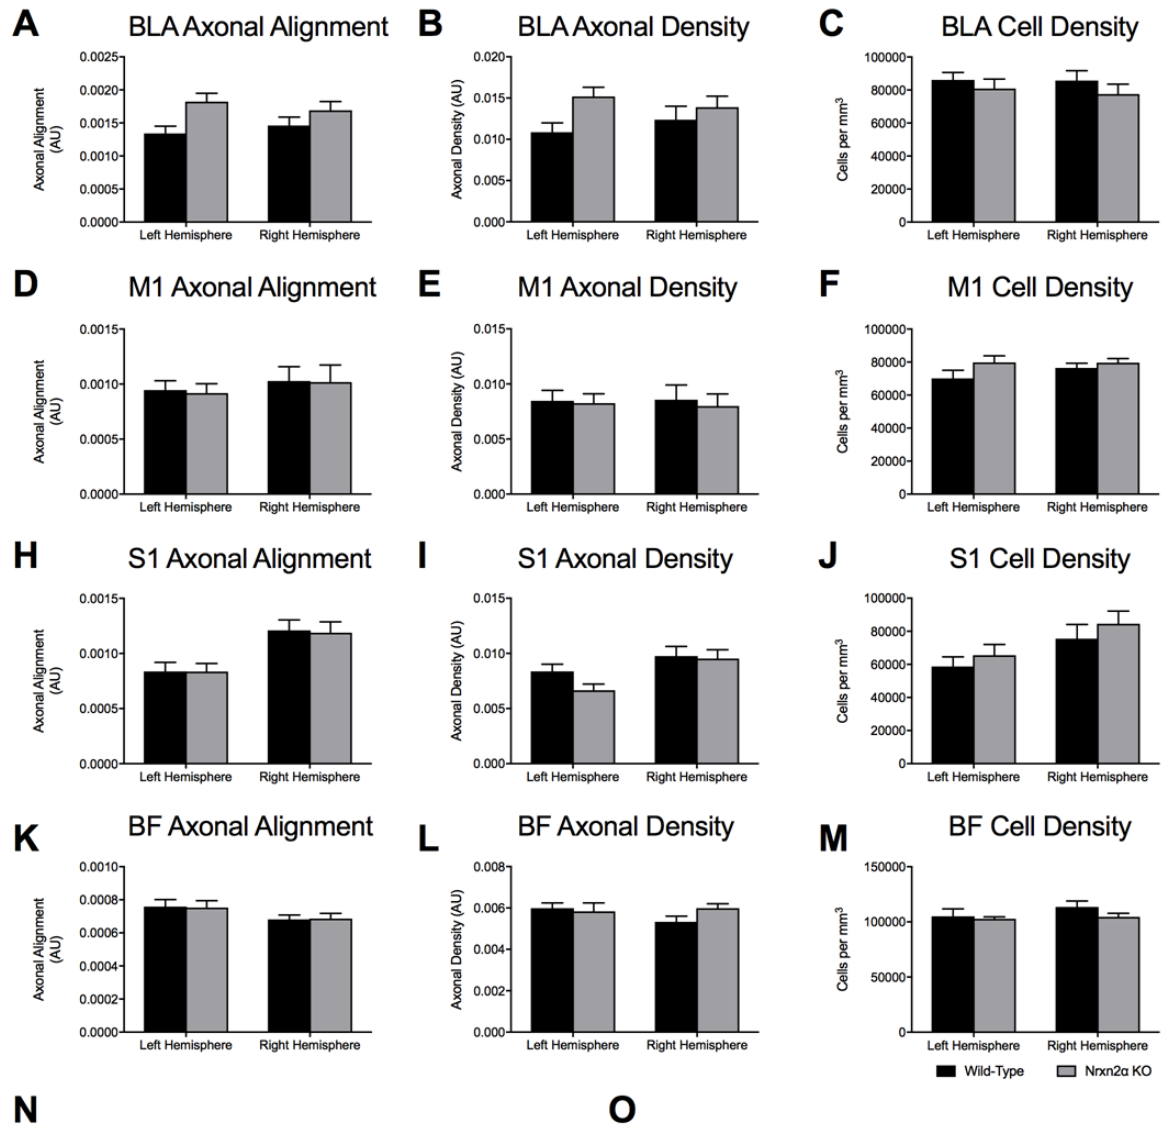 A BLA Axonal Alignment B BLA Axonal Density C BLA Cell Density
Axonal Alignment
(AU)
0.0025
0.0020
0.0015
0.0010
0.0005
0.0000
Left Hemisphere Right Hemisphere
Axonal Density (AU)
0.020
0.015
0.010
0.005
0.000
Left Hemisphere Right Hemisphere
Cells per mm³
100000
80000
60000
40000
20000
0
Left Hemisphere Right Hemisphere
D M1 Axonal Alignment E M1 Axonal Density F M1 Cell Density
Axonal Alignment
(AU)
0.0015
0.0010
0.0005
0.0000
Left Hemisphere Right Hemisphere
Axonal Density (AU)
0.015
0.010
0.005
0.000
Left Hemisphere Right Hemisphere
Cells per mm³
100000
80000
60000
40000
20000
0
Left Hemisphere Right Hemisphere
H S1 Axonal Alignment I S1 Axonal Density J S1 Cell Density
Axonal Alignment
(AU)
0.0015
0.0010
0.0005
0.0000
Left Hemisphere Right Hemisphere
Axonal Density (AU)
0.015
0.010
0.005
0.000
Left Hemisphere Right Hemisphere
Cells per mm³
100000
80000
60000
40000
20000
0
Left Hemisphere Right Hemisphere
K BF Axonal Alignment L BF Axonal Density M BF Cell Density
Axonal Alignment
(AU)
0.0010
0.0008
0.0006
0.0004
0.0002
0.0000
Left Hemisphere Right Hemisphere
Axonal Density (AU)
0.008
0.006
0.004
0.002
0.000
Left Hemisphere Right Hemisphere
Cells per mm³
150000
100000
50000
0
Left Hemisphere Right Hemisphere
Wild-Type Nrxn2α KO
N O